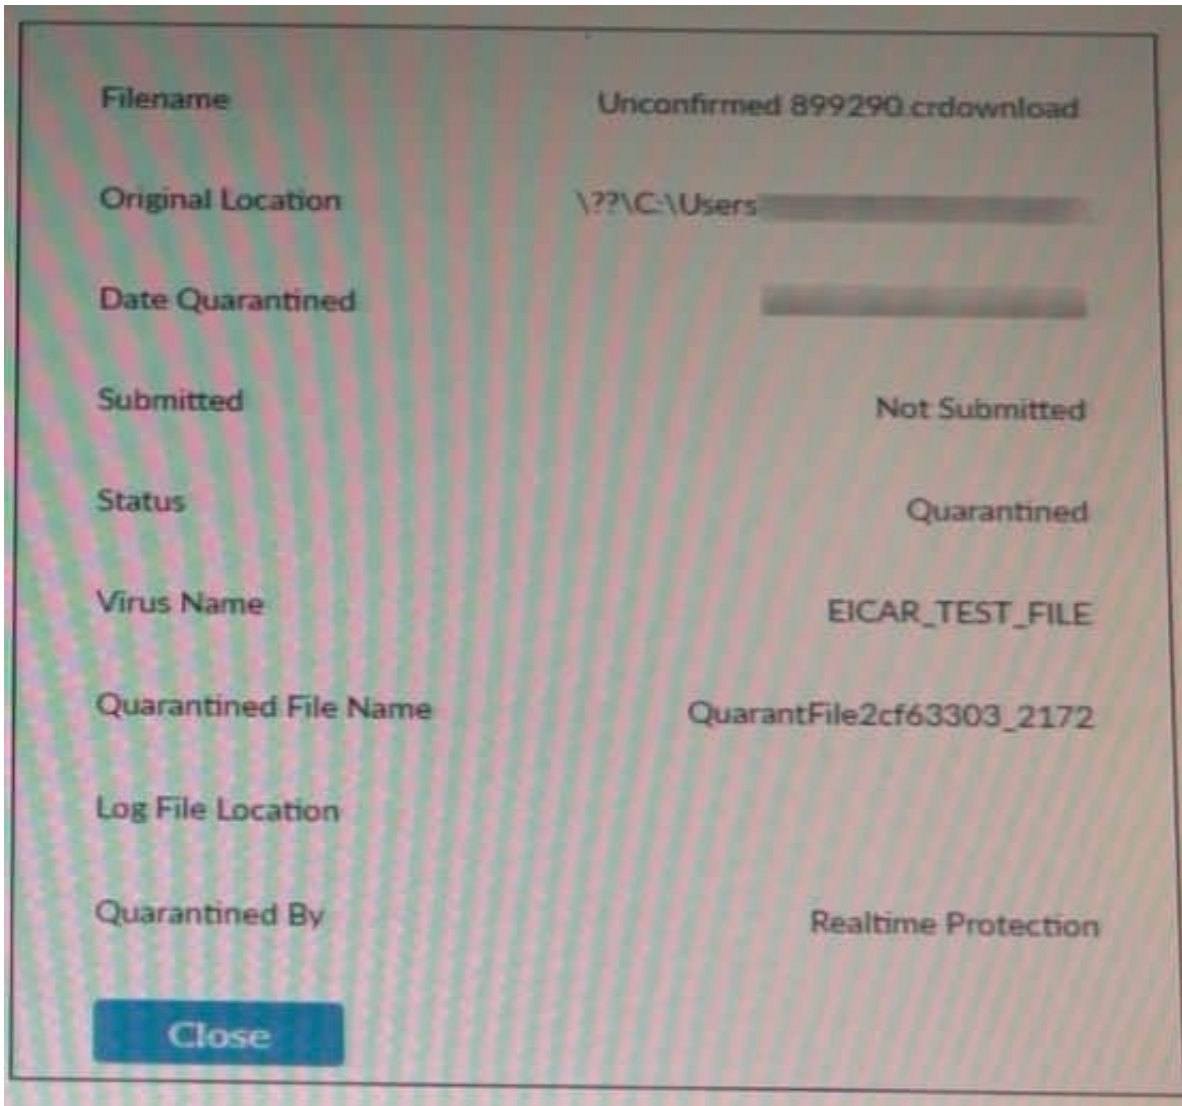 Filename Unconfirmed 899290.crdownload
Original Location \??\C:\Users
Date Quarantined
Submitted Not Submitted
Status Quarantined
Virus Name EICAR_TEST_FILE
Quarantined File Name QuarantFile2cf63303_2172
Log File Location
Quarantined By Realtime Protection
Close